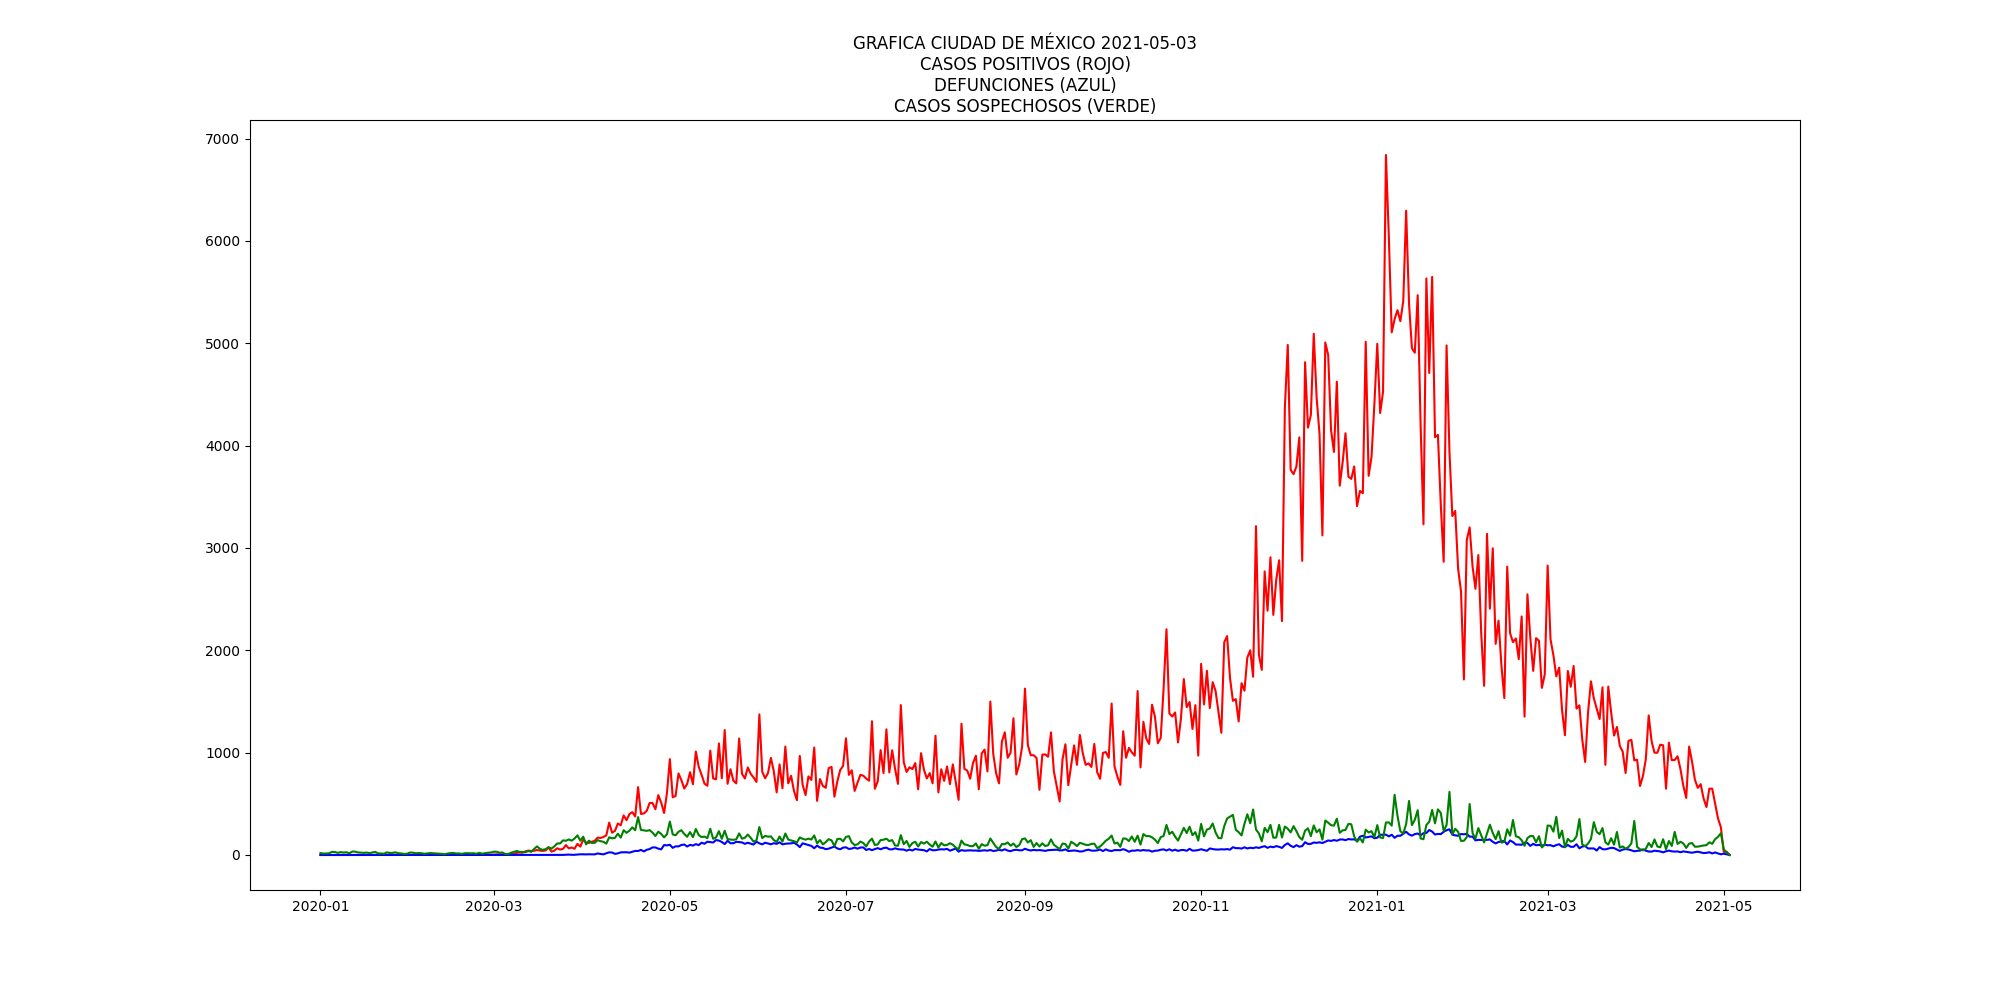 GRAFICA CIUDAD DE MÉXICO 2021-05-03
CASOS POSITIVOS (ROJO)
DEFUNCIONES (AZUL)
CASOS SOSPECHOSOS (VERDE)
7000
6000
5000
4000
3000
2000
1000
0
2020-01 2020-03 2020-05 2020-07 2020-09 2020-11 2021-01 2021-03 2021-05